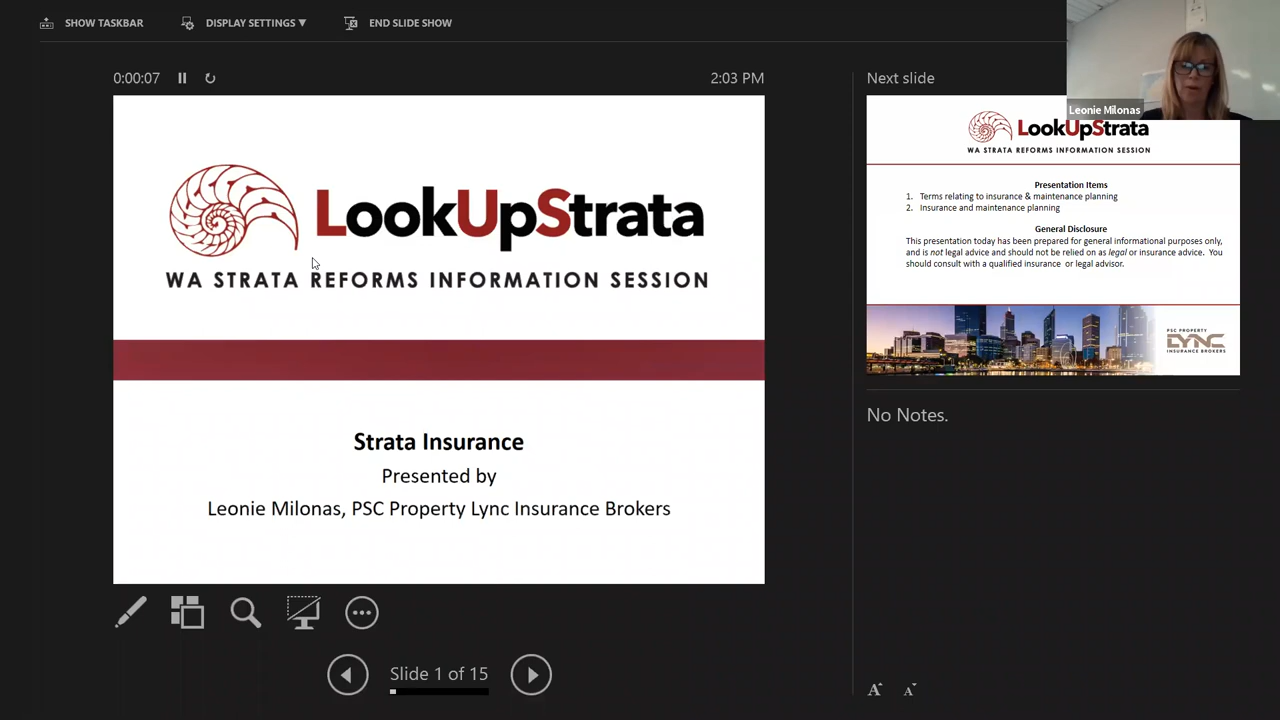 SHOW TASKBAR
DISPLAY SETTINGS ▼
END SLIDE SHOW
Leonie Milonas
0:00:07
2:03 PM
LookUpStrata
WA STRATA REFORMS INFORMATION SESSION
Strata Insurance
Presented by
Leonie Milonas, PSC Property Lync Insurance Brokers
Slide 1 of 15
Next slide
LookUpStrata
WA STRATA REFORMS INFORMATION SESSION
Presentation Items
1. Terms relating to insurance & maintenance planning
2. Insurance and maintenance planning
General Disclosure
This presentation today has been prepared for general informational purposes only,
and is not legal advice and should not be relied on as legal or insurance advice. You
should consult with a qualified insurance or legal advisor.
PSC PROPERTY
LYNC
INSURANCE BROKERS
No Notes.
A A